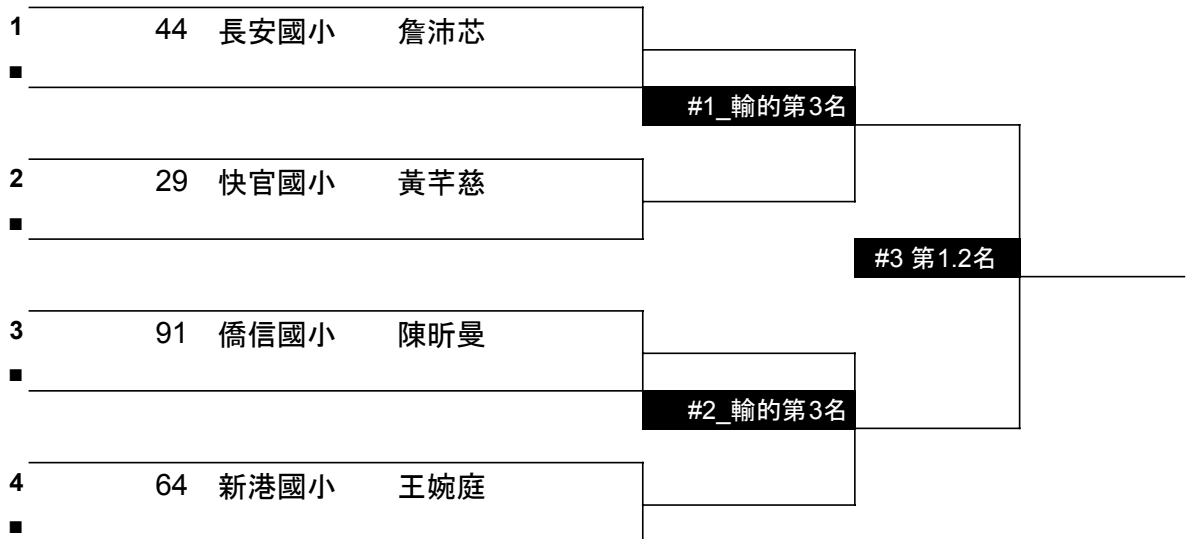 1 44 長安國小 詹沛芯
#1_輸的第3名
2 29 快官國小 黃芊慈
#3 第1.2名
3 91 僑信國小 陳昕曼
#2_輸的第3名
4 64 新港國小 王婉庭